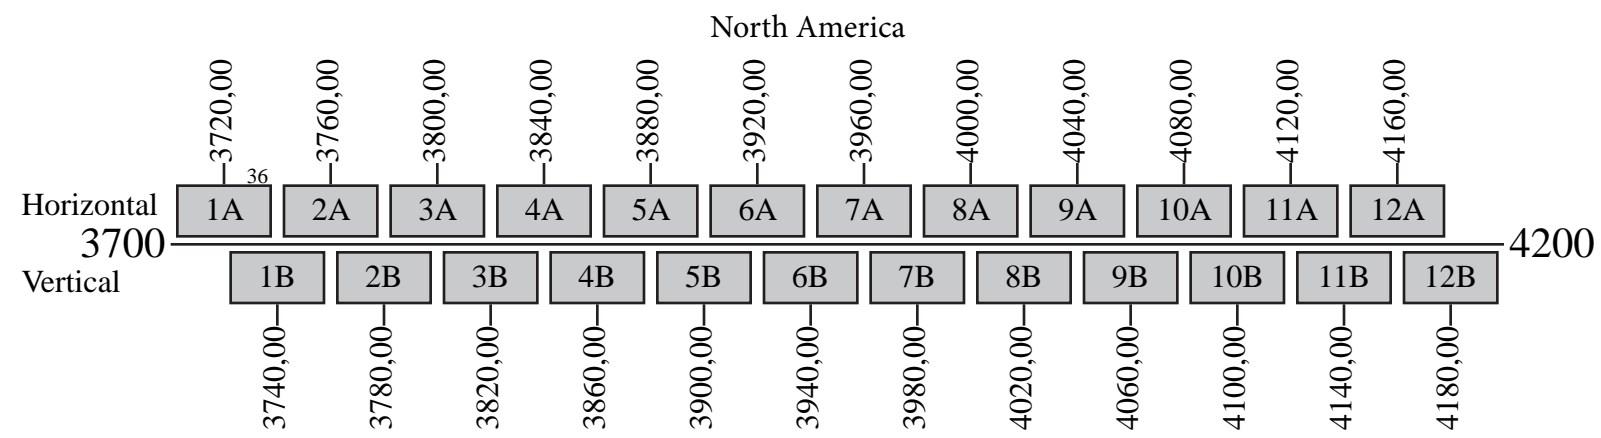 North America
3720,00 3760,00 3800,00 3840,00 3880,00 3920,00 3960,00 4000,00 4040,00 4080,00 4120,00 4160,00
36
Horizontal 1A 2A 3A 4A 5A 6A 7A 8A 9A 10A 11A 12A
3700 4200
Vertical 1B 2B 3B 4B 5B 6B 7B 8B 9B 10B 11B 12B
3740,00 3780,00 3820,00 3860,00 3900,00 3940,00 3980,00 4020,00 4060,00 4100,00 4140,00 4180,00